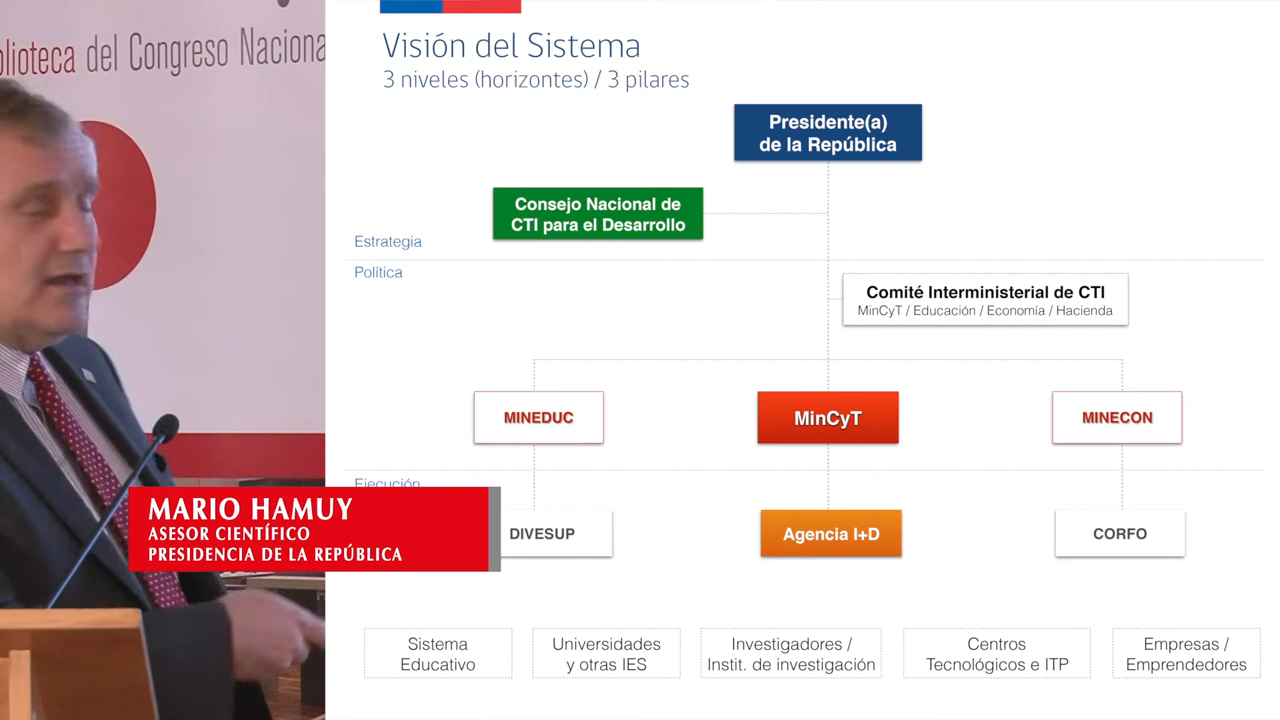 del Congreso
Visión del Sistema
3 niveles (horizontes) / 3 pilares
Presidente(a)
de la República
Consejo Nacional de
CTI para el Desarrollo
Estrategia
Política
Comité Interministerial de CTI
MinCyT / Educación / Economía / Hacienda
MINEDUC
MinCyT
MINECON
Ejecución
MARIO HAMUY
ASESOR CIENTÍFICO
PRESIDENCIA DE LA REPÚBLICA
DIVESUP
Agencia I+D
CORFO
Sistema
Educativo
Universidades
y otras IES
Investigadores /
Instit. de investigación
Centros
Tecnológicos e ITP
Empresas /
Emprendedores